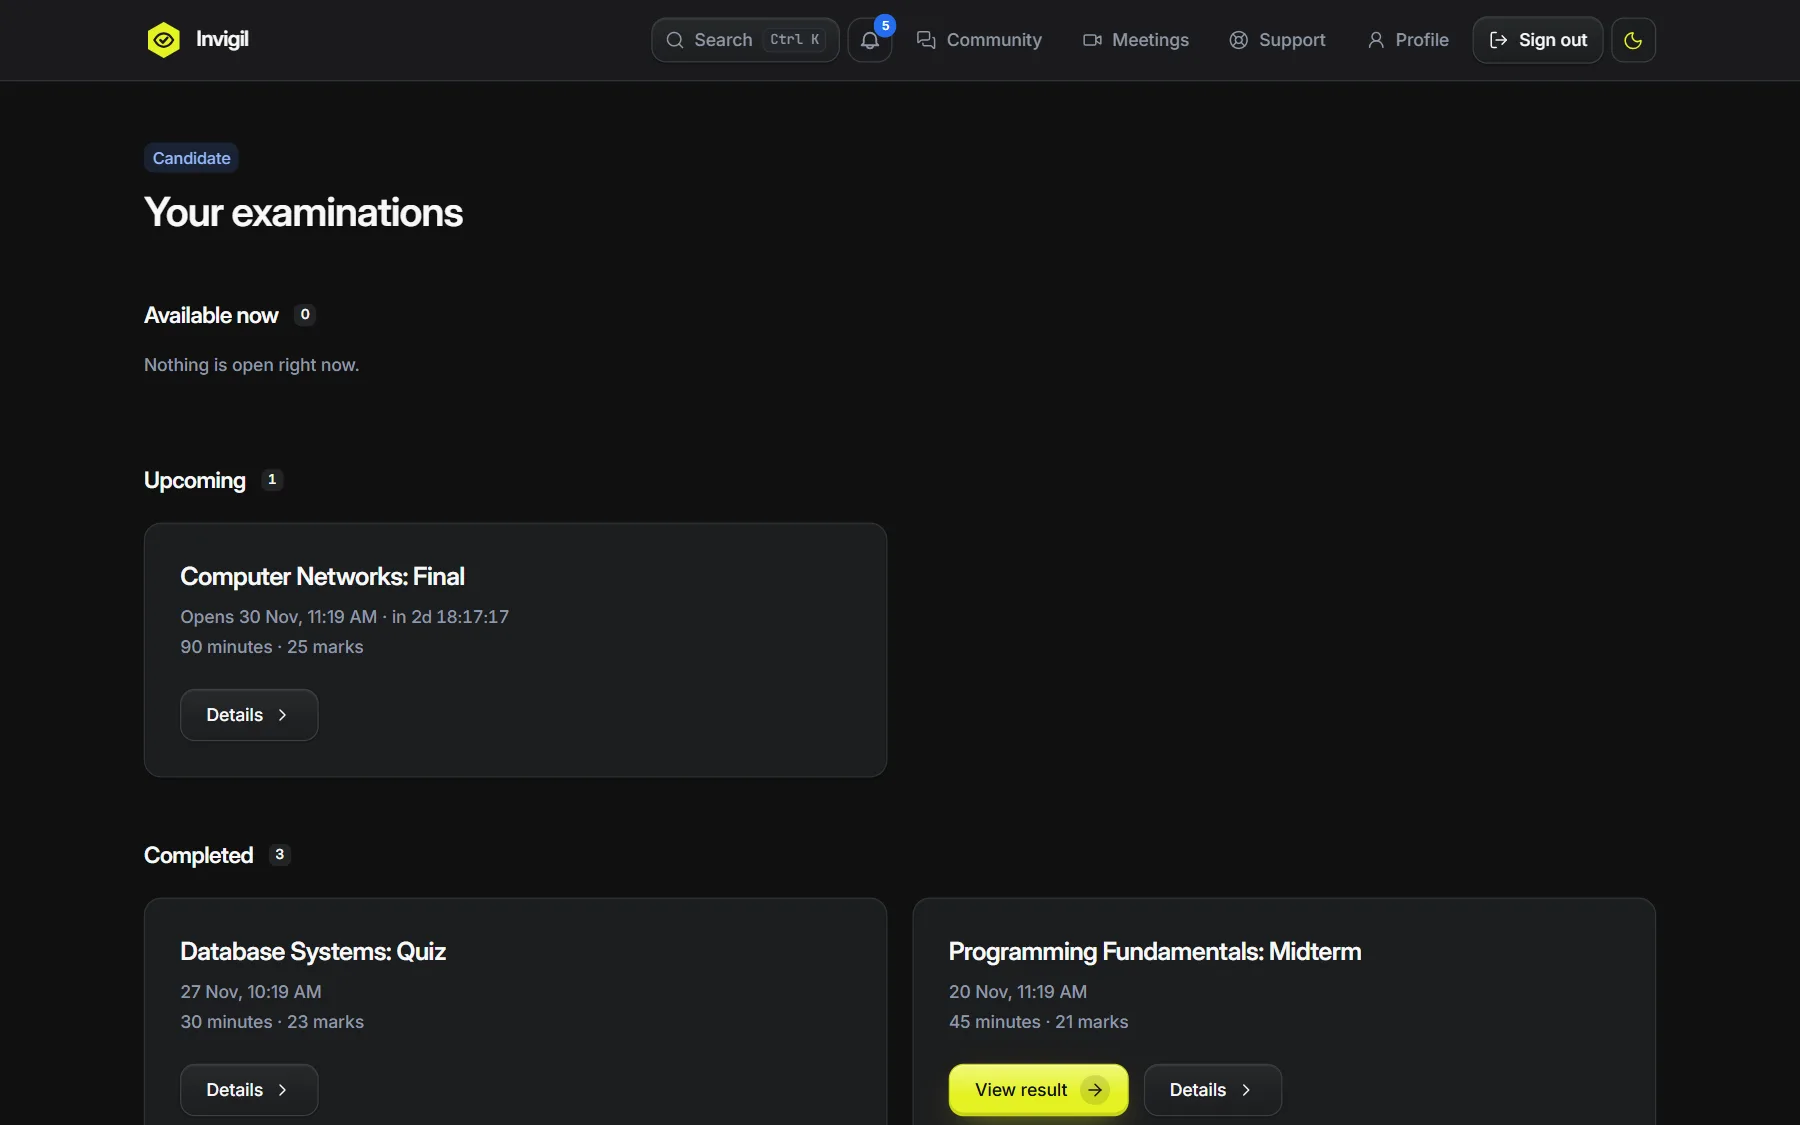 Invigil
Search Ctrl K
5
Community
Meetings
Support
Profile
Sign out
Candidate
Your examinations
Available now 0
Nothing is open right now.
Upcoming 1
Computer Networks: Final
Opens 30 Nov, 11:19 AM · in 2d 18:17:17
90 minutes · 25 marks
Details
Completed 3
Database Systems: Quiz
27 Nov, 10:19 AM
30 minutes · 23 marks
Details
Programming Fundamentals: Midterm
20 Nov, 11:19 AM
45 minutes · 21 marks
View result
Details